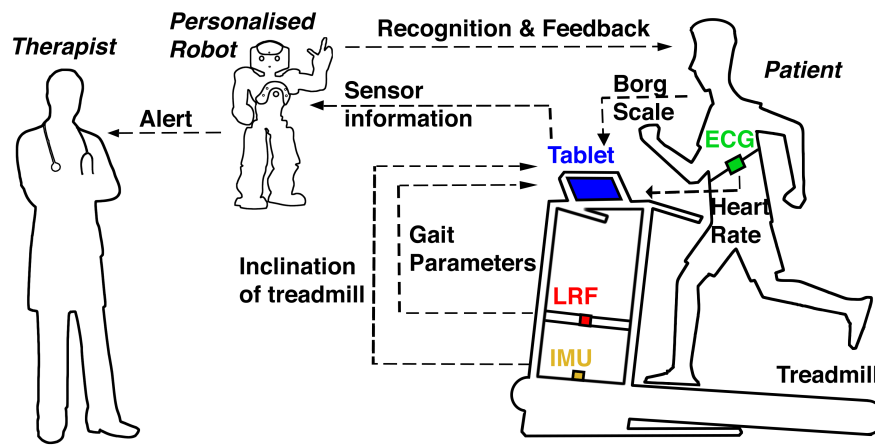 Therapist
Personalised
Robot
Recognition & Feedback
Patient
Alert
Sensor
information
Borg
Scale
ECG
Tablet
Heart
Rate
Gait
Parameters
Inclination
of treadmill
LRF
IMU
Treadmill